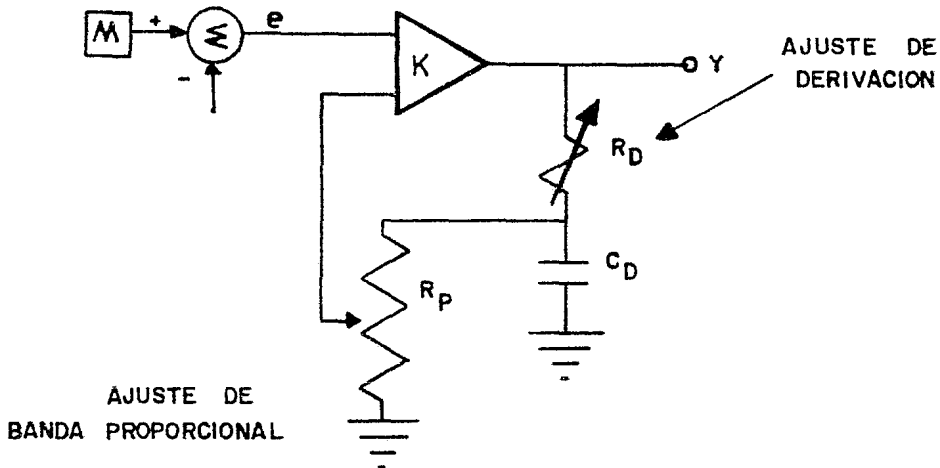 W
+
Σ
-
e
K
Y
AJUSTE DE
DERIVACION
R_D
C_D
R_P
AJUSTE DE
BANDA PROPORCIONAL